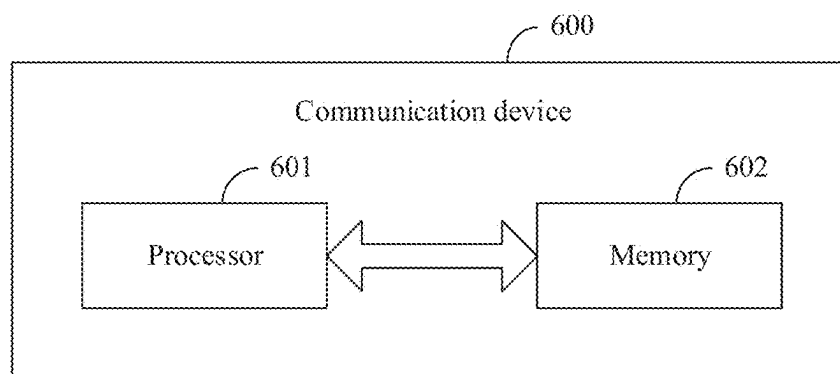 600
Communication device
601
602
Processor
Memory